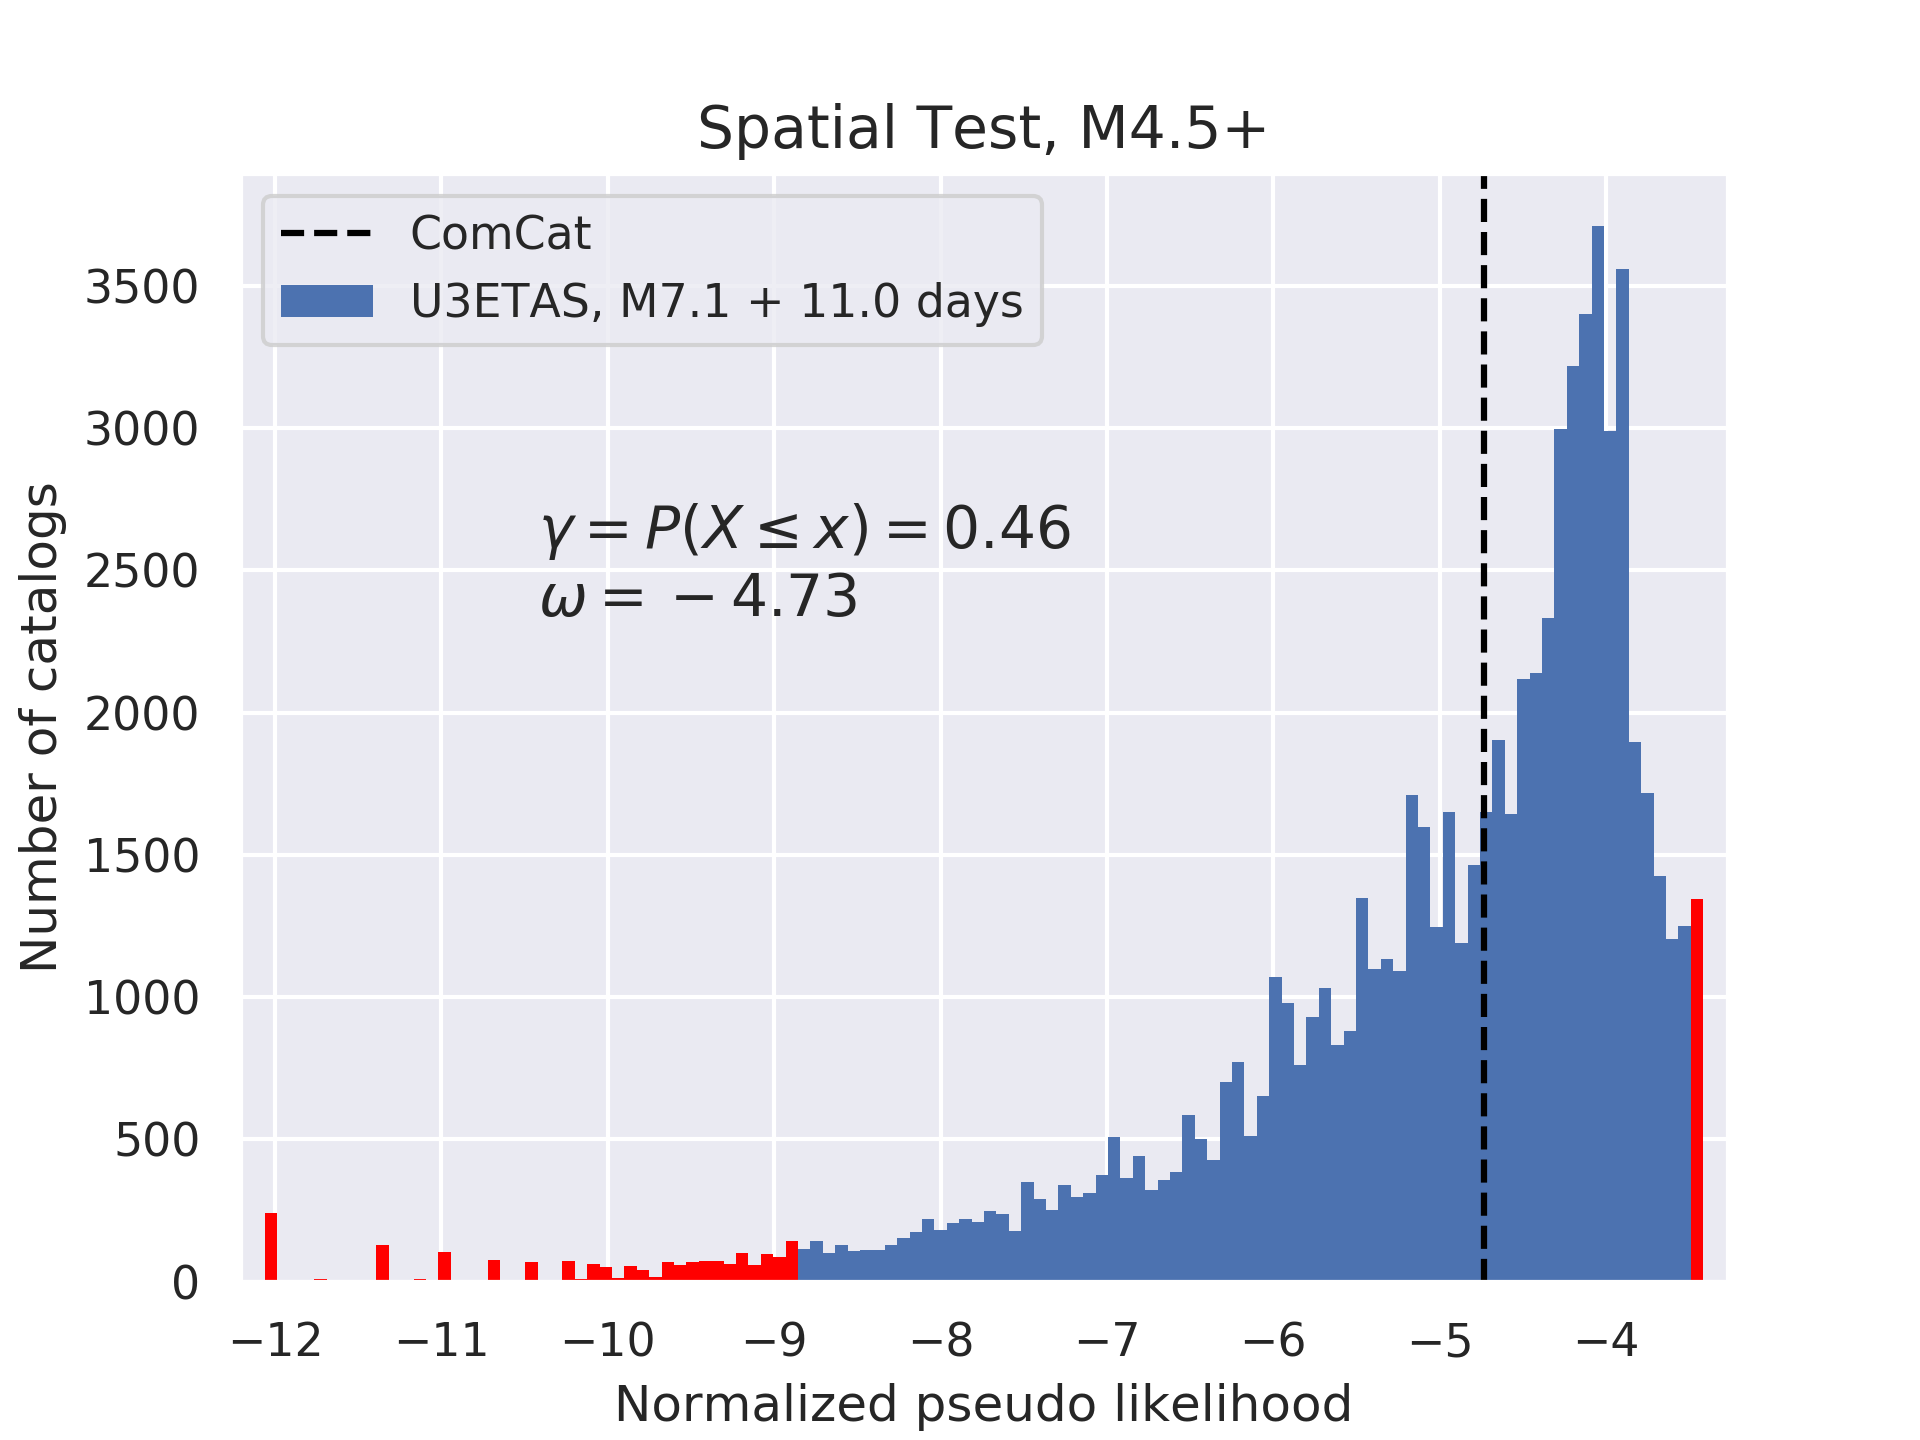 Spatial Test, M4.5+
ComCat
U3ETAS, M7.1 + 11.0 days
γ = P(X ≤ x) = 0.46
ω = −4.73
Number of catalogs
3500
3000
2500
2000
1500
1000
500
0
−12 −11 −10 −9 −8 −7 −6 −5 −4
Normalized pseudo likelihood